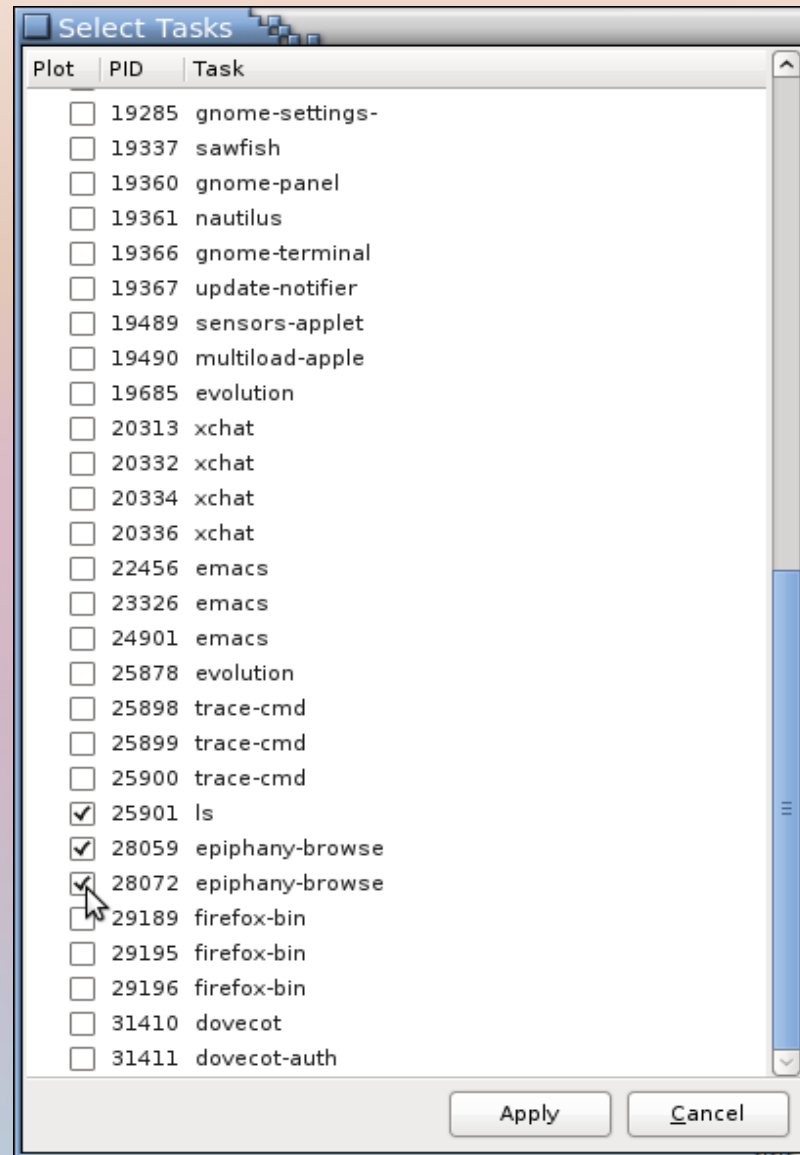 Select Tasks
Plot PID Task
19285 gnome-settings-
19337 sawfish
19360 gnome-panel
19361 nautilus
19366 gnome-terminal
19367 update-notifier
19489 sensors-applet
19490 multiload-apple
19685 evolution
20313 xchat
20332 xchat
20334 xchat
20336 xchat
22456 emacs
23326 emacs
24901 emacs
25878 evolution
25898 trace-cmd
25899 trace-cmd
25900 trace-cmd
25901 ls
28059 epiphany-browse
28072 epiphany-browse
29189 firefox-bin
29195 firefox-bin
29196 firefox-bin
31410 dovecot
31411 dovecot-auth
Apply Cancel